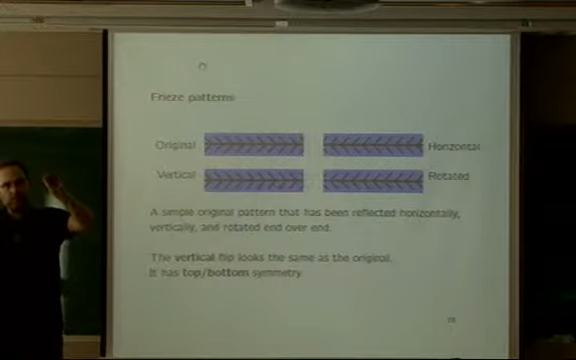 Frieze patterns
Original
Horizontal
Vertical
Rotated
A simple original pattern that has been reflected horizontally,
vertically, and rotated end over end.
The vertical flip looks the same as the original.
It has top/bottom symmetry